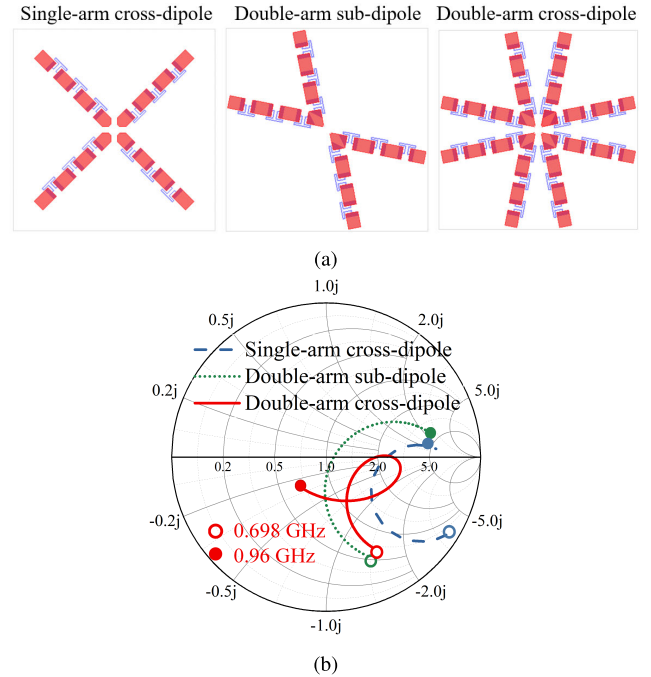 Single-arm cross-dipole Double-arm sub-dipole Double-arm cross-dipole
(a)
1.0j
0.5j 2.0j
Single-arm cross-dipole
Double-arm sub-dipole
0.2j 5.0j
Double-arm cross-dipole
0.2 0.5 1.0 2.0 5.0
-0.2j -5.0j
0.698 GHz
0.96 GHz
-0.5j -2.0j
-1.0j
(b)